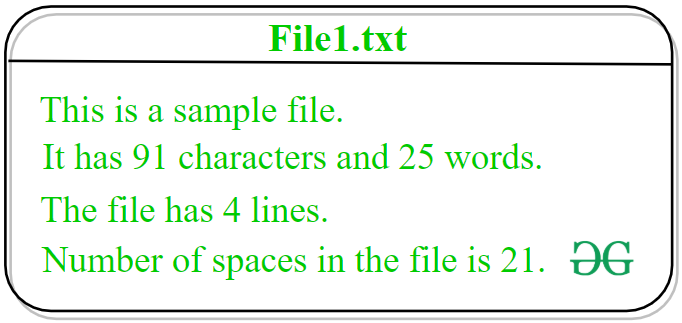 File1.txt
This is a sample file.
It has 91 characters and 25 words.
The file has 4 lines.
Number of spaces in the file is 21.